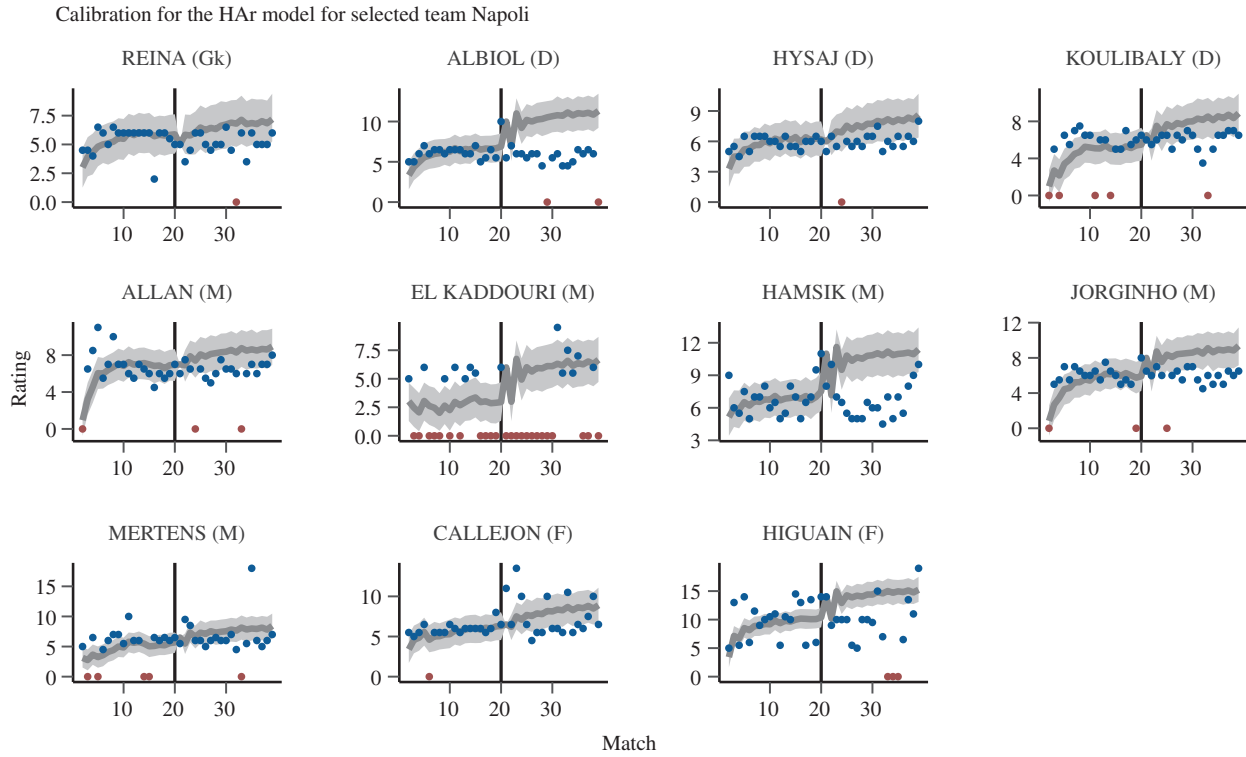 Calibration for the HAr model for selected team Napoli
REINA (Gk) ALBIOL (D) HYSAJ (D) KOULIBALY (D)
7.5
5.0
2.5
0.0
10 20 30
10
5
0
10 20 30
9
6
3
0
10 20 30
8
4
0
10 20 30
ALLAN (M) EL KADDOURI (M) HAMSIK (M) JORGINHO (M)
Rating
8
4
0
10 20 30
7.5
5.0
2.5
0.0
10 20 30
12
9
6
3
10 20 30
12
8
4
0
10 20 30
MERTENS (M) CALLEJON (F) HIGUAIN (F)
15
10
5
0
10 20 30
10
5
0
10 20 30
15
10
5
0
10 20 30
Match